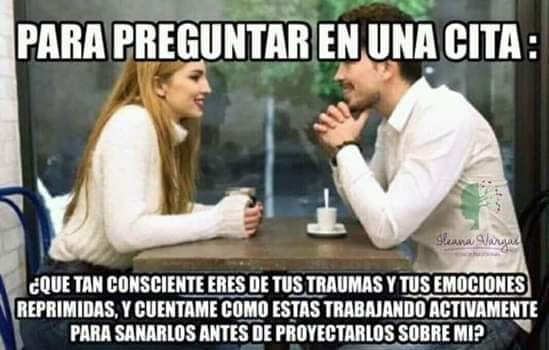 PARA PREGUNTAR EN UNA CITA :
Ileana Vargas
¿QUE TAN CONSCIENTE ERES DE TUS TRAUMAS Y TUS EMOCIONES
REPRIMIDAS, Y CUENTAME COMO ESTAS TRABAJANDO ACTIVAMENTE
PARA SANARLOS ANTES DE PROYECTARLOS SOBRE MI?